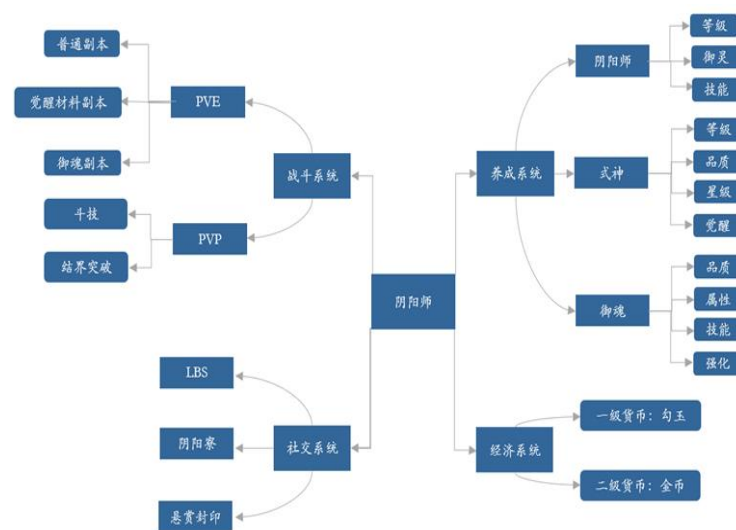 阴阳师
战斗系统
PVE
普通副本
觉醒材料副本
御魂副本
PVP
斗技
结界突破
社交系统
LBS
阴阳寮
悬赏封印
养成系统
阴阳师
等级
御灵
技能
式神
等级
品质
星级
觉醒
御魂
品质
属性
技能
强化
经济系统
一级货币：勾玉
二级货币：金币